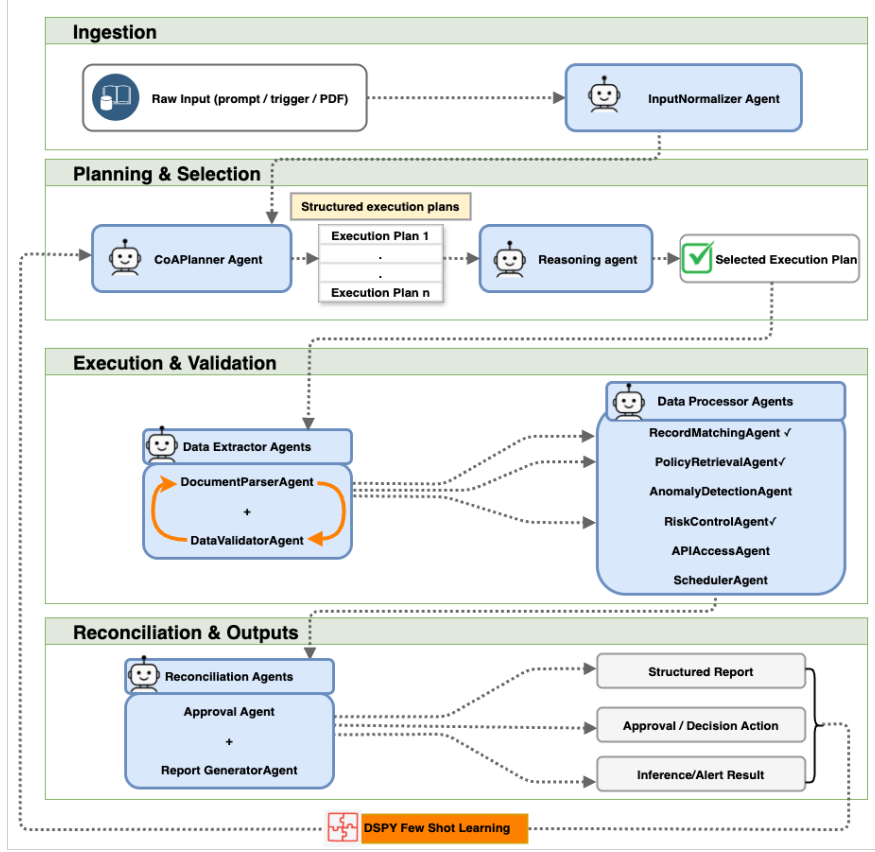 Ingestion
Raw Input (prompt / trigger / PDF)
InputNormalizer Agent
Planning & Selection
Structured execution plans
CoAPlanner Agent
Execution Plan 1
.
.
Execution Plan n
Reasoning agent
Selected Execution Plan
Execution & Validation
Data Extractor Agents
DocumentParserAgent
+
DataValidatorAgent
Data Processor Agents
RecordMatchingAgent ✓
PolicyRetrievalAgent✓
AnomalyDetectionAgent
RiskControlAgent✓
APIAccessAgent
SchedulerAgent
Reconciliation & Outputs
Reconciliation Agents
Approval Agent
+
Report GeneratorAgent
Structured Report
Approval / Decision Action
Inference/Alert Result
DSPY Few Shot Learning